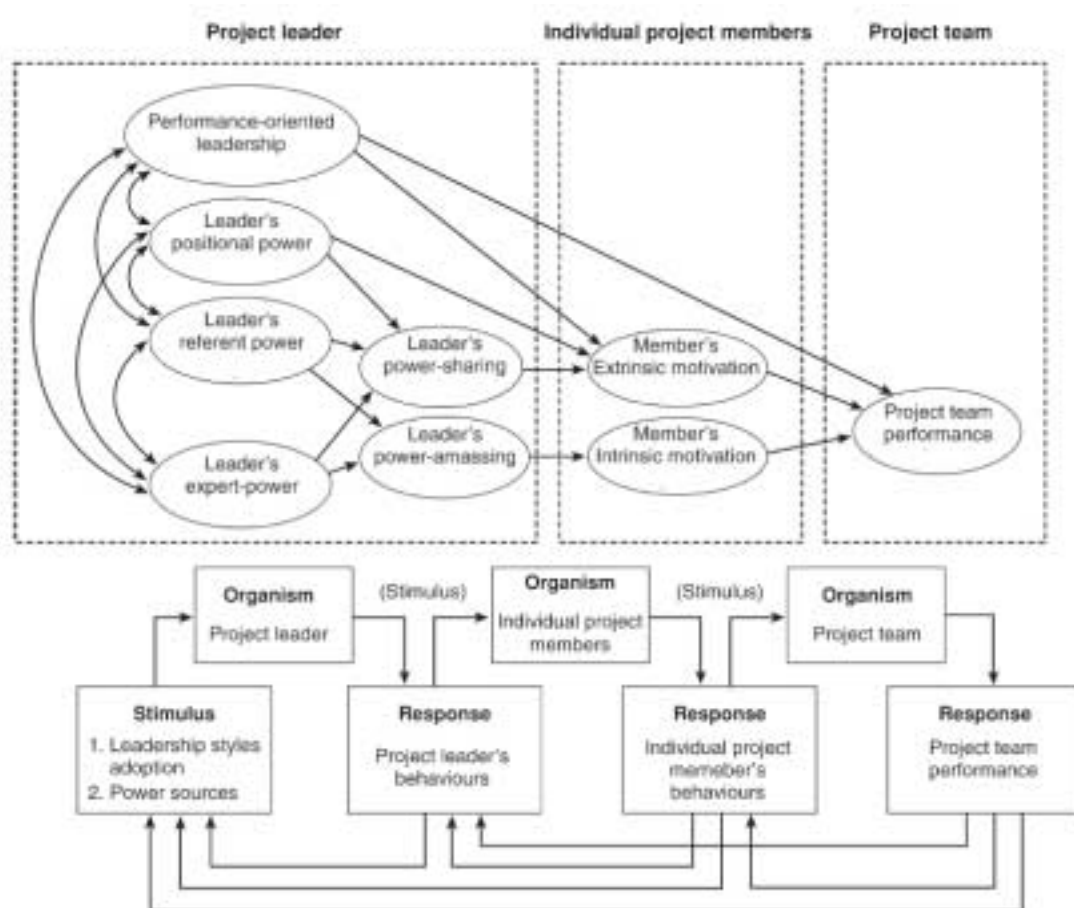 Project leader
Individual project members
Project team
Performance-oriented
leadership
Leader's
positional power
Leader's
referent power
Leader's
power-sharing
Member's
Extrinsic motivation
Project team
performance
Leader's
expert-power
Leader's
power-amassing
Member's
Intrinsic motivation
Organism
Project leader
(Stimulus)
Organism
Individual project
members
(Stimulus)
Organism
Project team
Stimulus
1. Leadership styles
adoption
2. Power sources
Response
Project leader's
behaviours
Response
Individual project
memeber's
behaviours
Response
Project team
performance